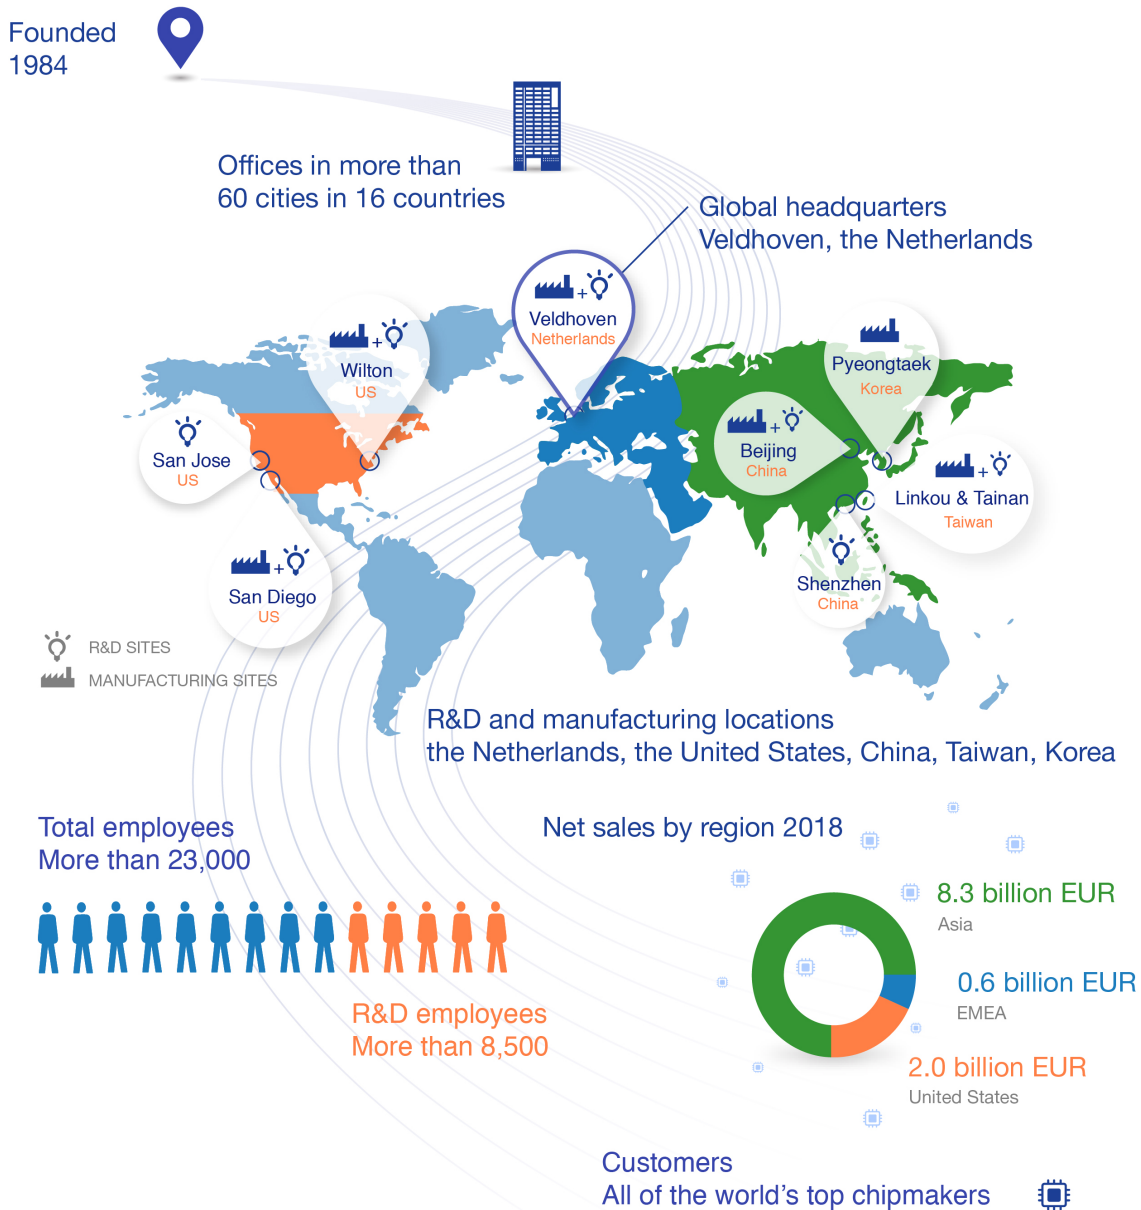 Founded
1984
Offices in more than
60 cities in 16 countries
Global headquarters
Veldhoven, the Netherlands
+
Veldhoven
Netherlands
+
Wilton
US
Pyeongtaek
Korea
San Jose
US
+
Beijing
China
+
Linkou & Tainan
Taiwan
+
San Diego
US
Shenzhen
China
R&D SITES
MANUFACTURING SITES
R&D and manufacturing locations
the Netherlands, the United States, China, Taiwan, Korea
Total employees
More than 23,000
R&D employees
More than 8,500
Net sales by region 2018
8.3 billion EUR
Asia
0.6 billion EUR
EMEA
2.0 billion EUR
United States
Customers
All of the world's top chipmakers